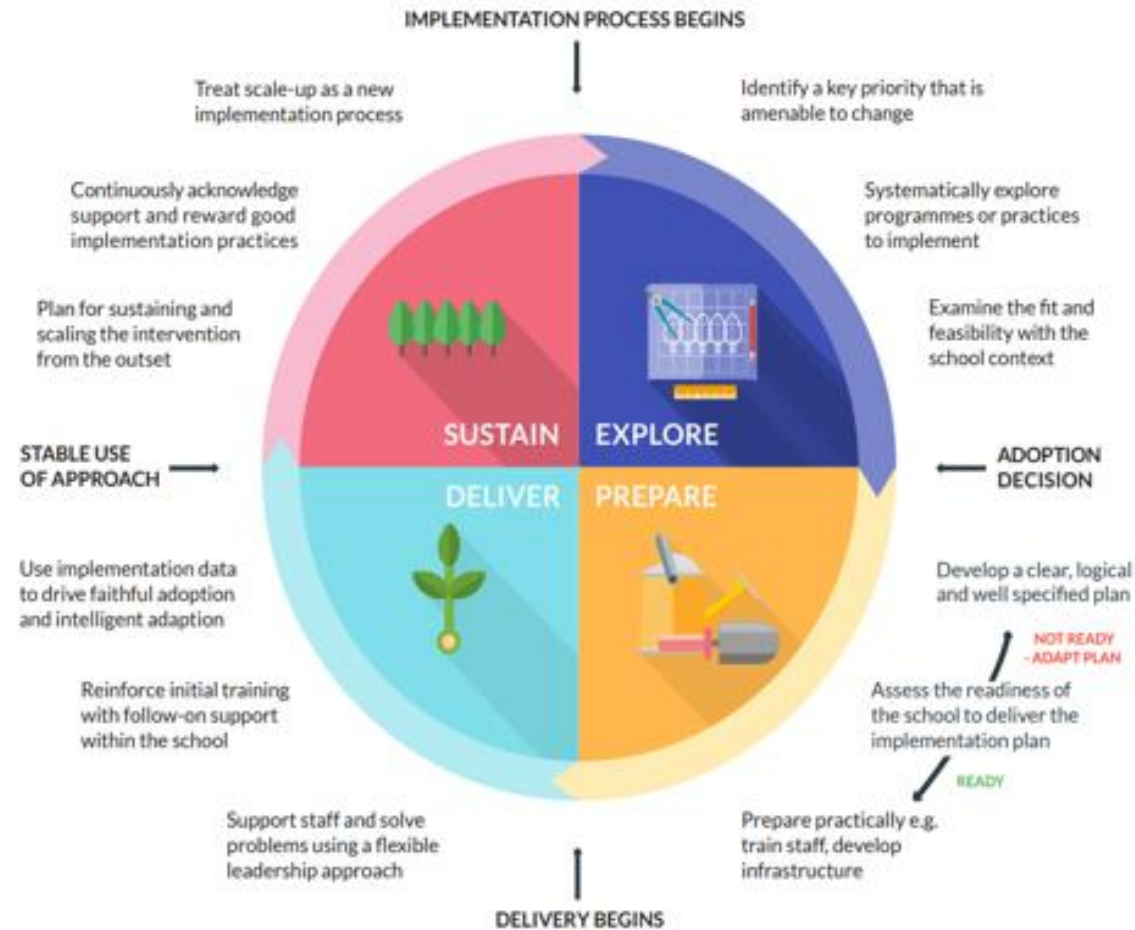 IMPLEMENTATION PROCESS BEGINS
Identify a key priority that is
amenable to change
Systematically explore
programmes or practices
to implement
Examine the fit and
feasibility with the
school context
EXPLORE
ADOPTION
DECISION
PREPARE
Develop a clear, logical
and well specified plan
NOT READY
- ADAPT PLAN
Assess the readiness of
the school to deliver the
implementation plan
READY
Prepare practically e.g.
train staff, develop
infrastructure
DELIVERY BEGINS
DELIVER
Support staff and solve
problems using a flexible
leadership approach
Reinforce initial training
with follow-on support
within the school
Use implementation data
to drive faithful adoption
and intelligent adaption
STABLE USE
OF APPROACH
SUSTAIN
Plan for sustaining and
scaling the intervention
from the outset
Continuously acknowledge
support and reward good
implementation practices
Treat scale-up as a new
implementation process